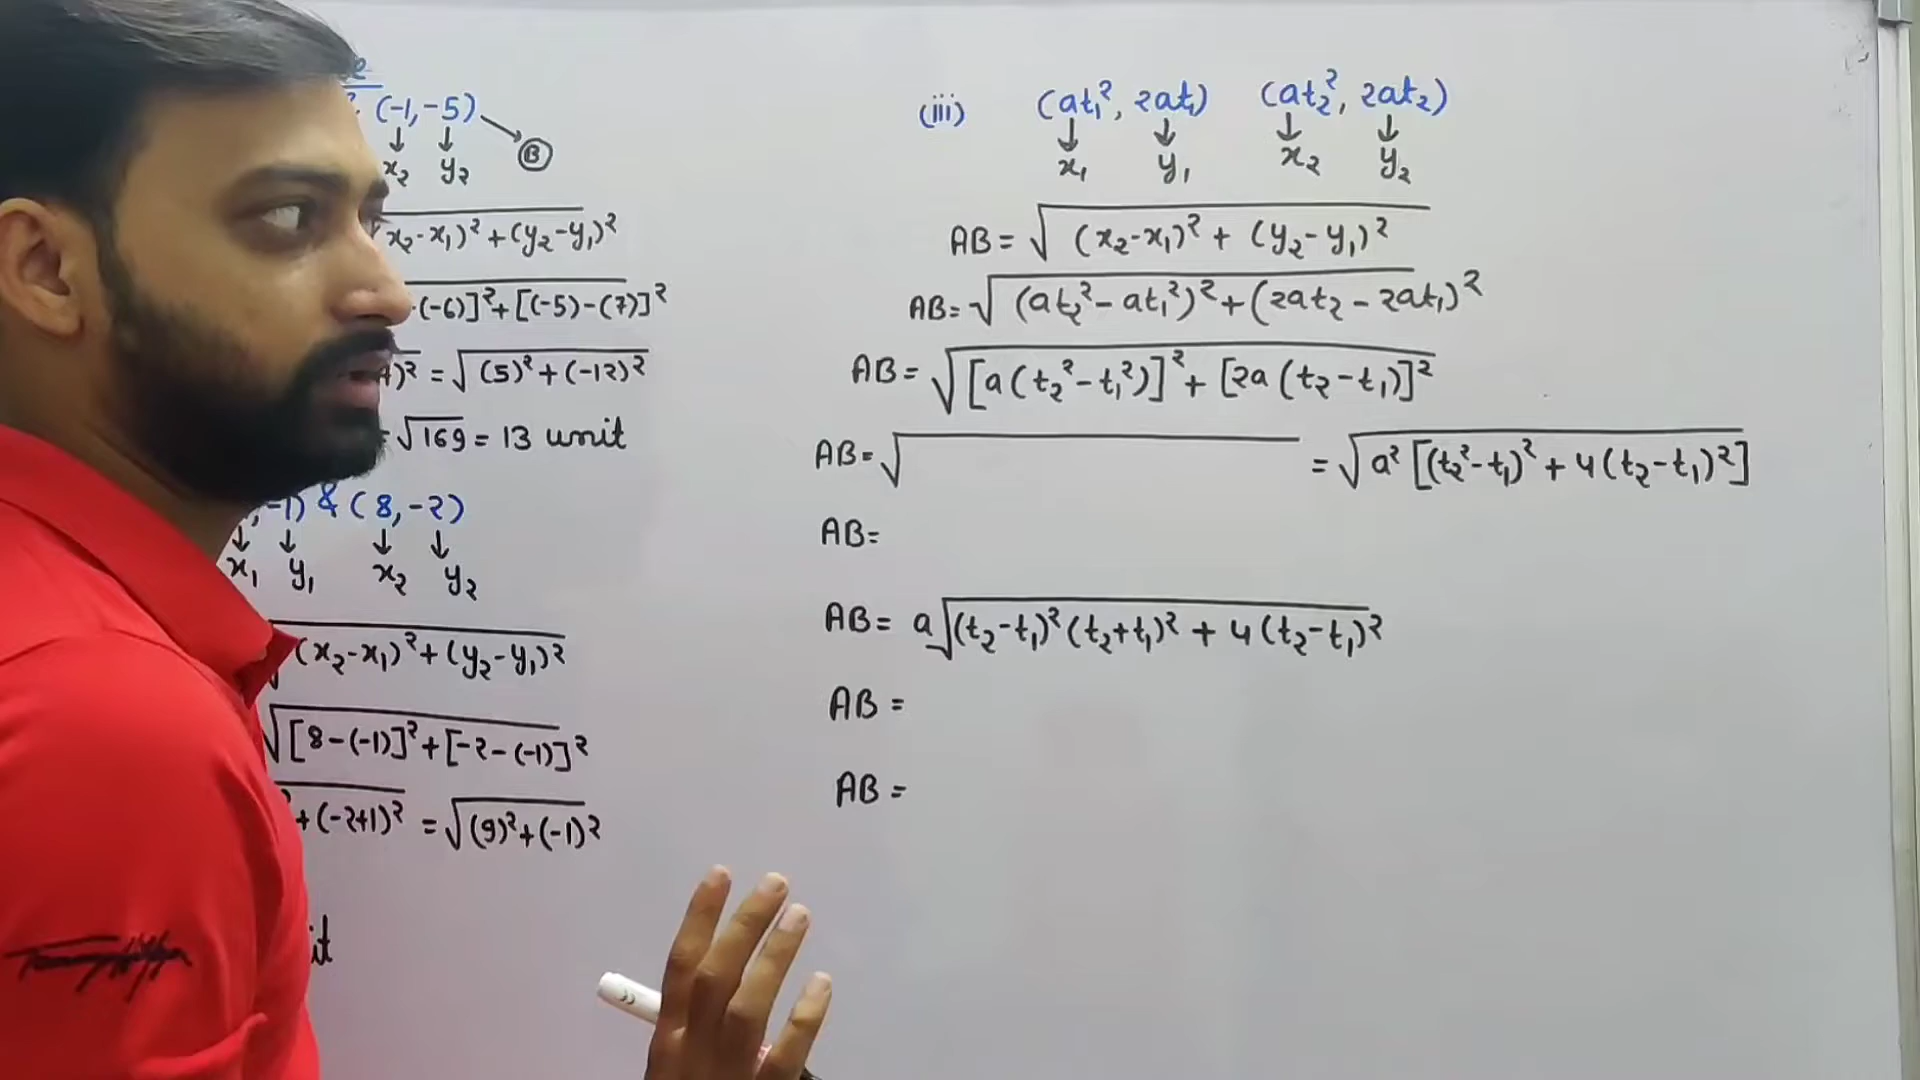 (-1,-5)
↓ ↓ Ⓑ
x₂ y₂
x₂-x₁)²+(y₂-y₁)²
(-6)]²+[(-5)-(7)]²
)² = √(5)²+(-12)²
√169 = 13 unit
-1) & (8,-2)
↓ ↓ ↓ ↓
x₁ y₁ x₂ y₂
(x₂-x₁)²+(y₂-y₁)²
√[8-(-1)]²+[-2-(-1)]²
+(-2+1)² = √(9)²+(-1)²
it
(iii) (at₁², 2at₁) (at₂², 2at₂)
↓ ↓ ↓ ↓
x₁ y₁ x₂ y₂
AB = √(x₂-x₁)² + (y₂-y₁)²
AB = √(at₂²-at₁²)²+(2at₂-2at₁)²
AB = √[a(t₂²-t₁²)]²+[2a(t₂-t₁)]²
AB = √ = √a²[(t₂²-t₁)²+4(t₂-t₁)²]
AB =
AB = a√(t₂-t₁)²(t₂+t₁)² + 4(t₂-t₁)²
AB =
AB =